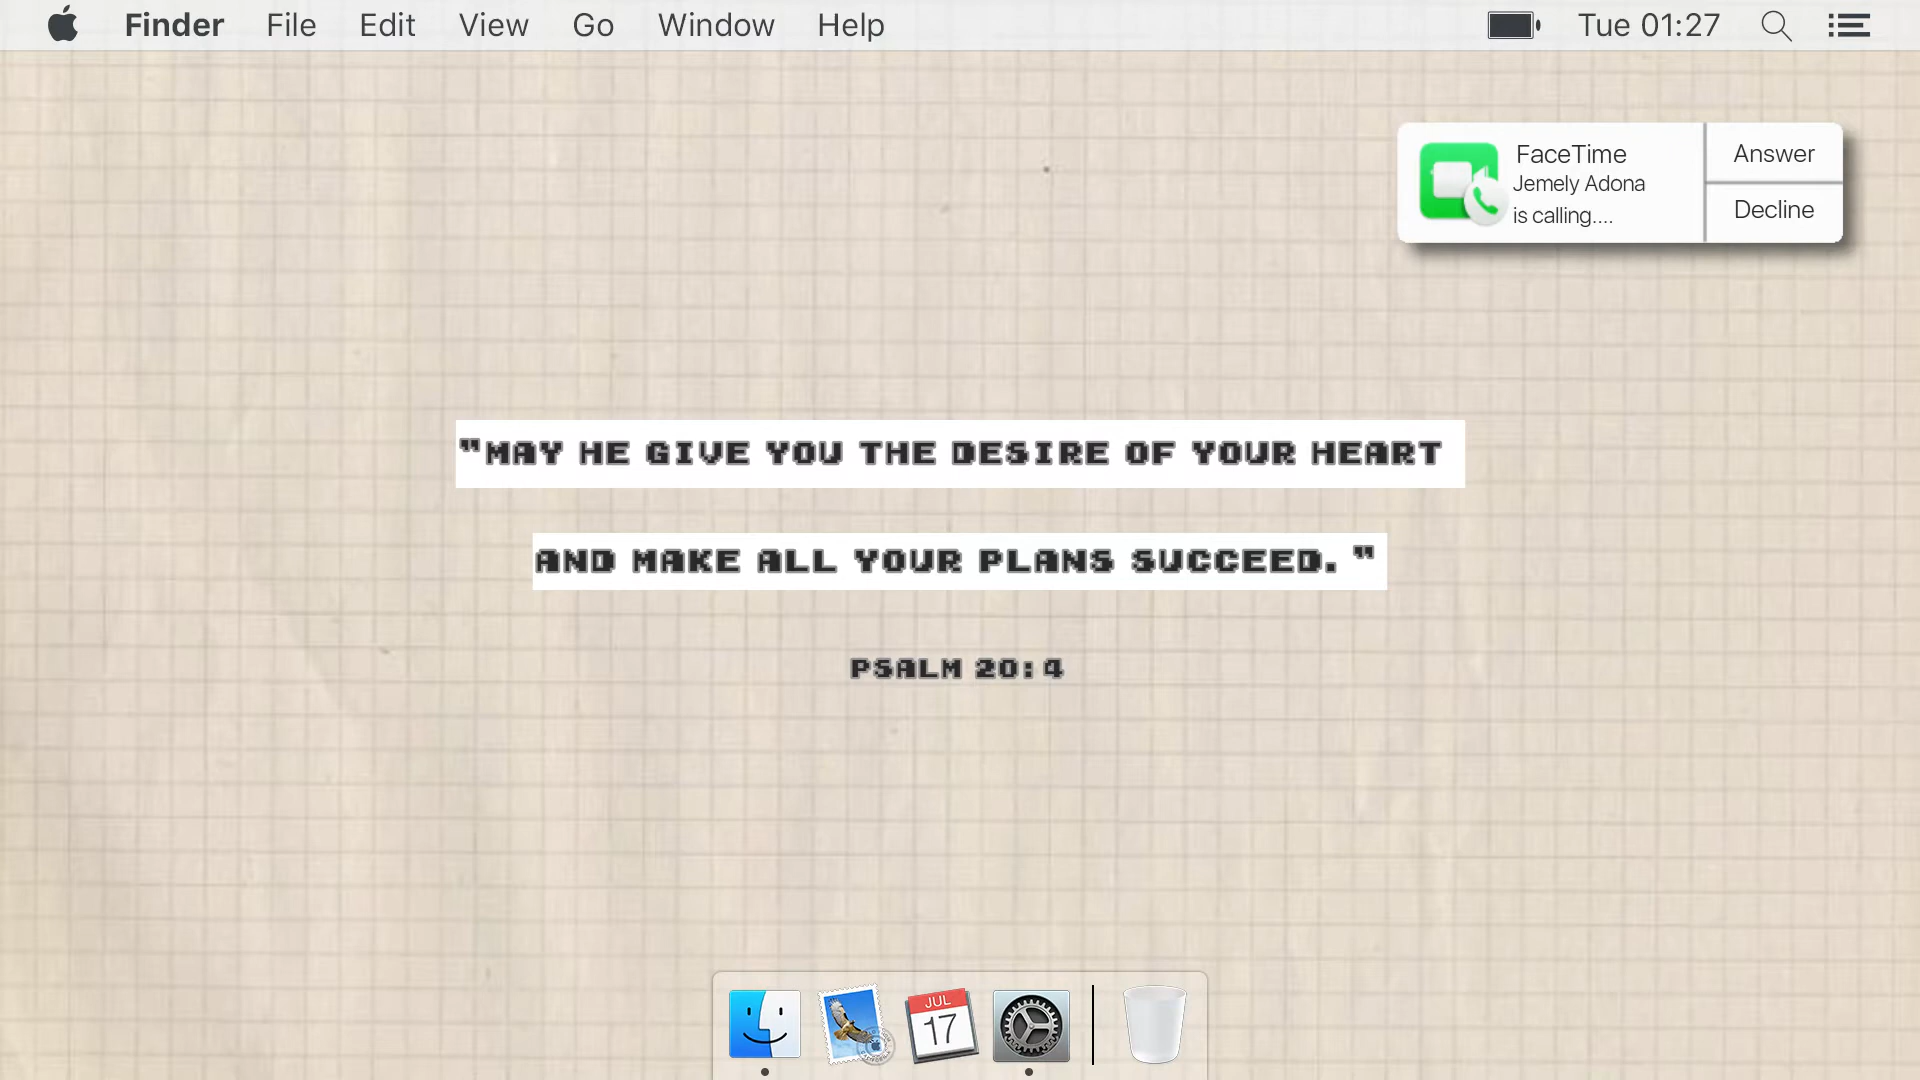 Finder File Edit View Go Window Help Tue 01:27
FaceTime
Jemely Adona
is calling....
Answer
Decline
"MAY HE GIVE YOU THE DESIRE OF YOUR HEART
AND MAKE ALL YOUR PLANS SUCCEED."
PSALM 20:4
JUL
17